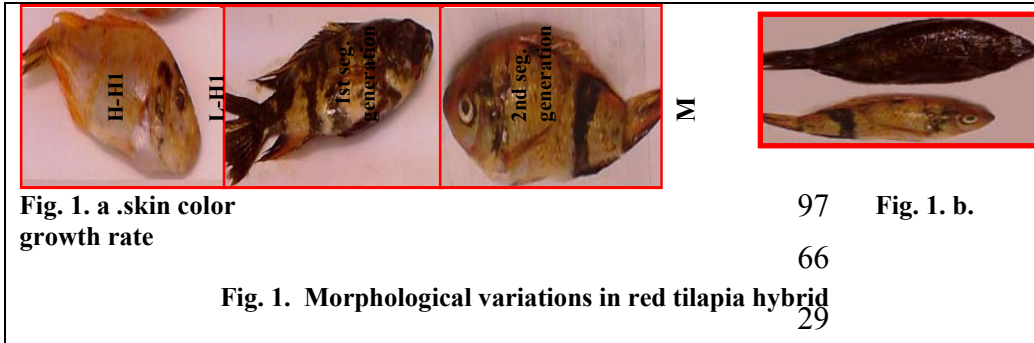 H-H1
L-H1
1st seg.
generation
2nd seg.
generation
M
Fig. 1. a .skin color
growth rate
97
Fig. 1. b.
66
Fig. 1.  Morphological variations in red tilapia hybrid
29